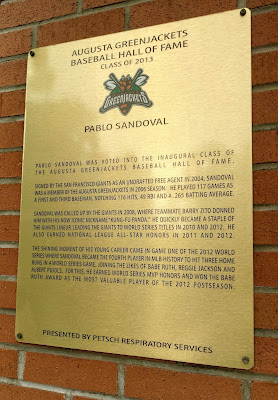 AUGUSTA GREENJACKETS
BASEBALL HALL OF FAME
CLASS OF 2013
GREENJACKETS
PABLO SANDOVAL
PABLO SANDOVAL WAS VOTED INTO THE INAUGURAL CLASS OF
THE AUGUSTA GREENJACKETS BASEBALL HALL OF FAME.
SIGNED BY THE SAN FRANCISCO GIANTS AS AN UNDRAFTED FREE AGENT IN 2004, SANDOVAL
WAS A MEMBER OF THE AUGUSTA GREENJACKETS IN 2006 SEASON. HE PLAYED 117 GAMES AS
A FIRST AND THIRD BASEMAN, NOTCHING 116 HITS, 49 RBI AND A .265 BATTING AVERAGE.
SANDOVAL WAS CALLED UP BY THE GIANTS IN 2008, WHERE TEAMMATE BARRY ZITO DONNED
HIM WITH HIS NOW ICONIC NICKNAME "KUNG-FU PANDA." HE QUICKLY BECAME A STAPLE OF
THE GIANTS LINEUP, LEADING THE GIANTS TO WORLD SERIES TITLES IN 2010 AND 2012. HE
ALSO EARNED NATIONAL LEAGUE ALL-STAR HONORS IN 2011 AND 2012.
THE SHINING MOMENT OF HIS YOUNG CAREER CAME IN GAME ONE OF THE 2012 WORLD
SERIES WHERE SANDOVAL BECAME THE FOURTH PLAYER IN MLB HISTORY TO HIT THREE HOME
RUNS IN A WORLD SERIES GAME, JOINING THE LIKES OF BABE RUTH, REGGIE JACKSON AND
ALBERT PUJOLS. FOR THIS, HE EARNED WORLD SERIES MVP HONORS AND WON THE BABE
RUTH AWARD AS THE MOST VALUABLE PLAYER OF THE 2012 POSTSEASON.
PRESENTED BY PETSCH RESPIRATORY SERVICES